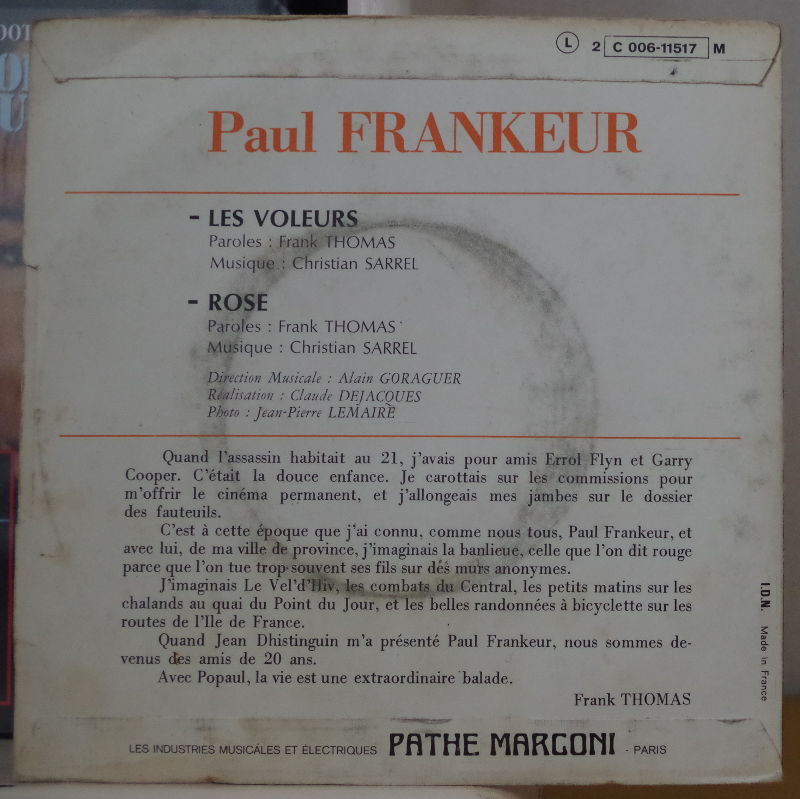 Ⓛ 2 C 006-11517 M
Paul FRANKEUR
- LES VOLEURS
Paroles : Frank THOMAS
Musique : Christian SARREL
- ROSE
Paroles : Frank THOMAS
Musique : Christian SARREL
Direction Musicale : Alain GORAGUER
Réalisation : Claude DEJACQUES
Photo : Jean-Pierre LEMAIRE
Quand l'assassin habitait au 21, j'avais pour amis Errol Flyn et Garry
Cooper. C'était la douce enfance. Je carottais sur les commissions pour
m'offrir le cinéma permanent, et j'allongeais mes jambes sur le dossier
des fauteuils.
C'est à cette époque que j'ai connu, comme nous tous, Paul Frankeur, et
avec lui, de ma ville de province, j'imaginais la banlieue, celle que l'on dit rouge
parce que l'on tue trop souvent ses fils sur des murs anonymes.
J'imaginais Le Vel'd'Hiv, les combats du Central, les petits matins sur les
chalands au quai du Point du Jour, et les belles randonnées à bicyclette sur les
routes de l'Ile de France.
Quand Jean Dhistinguin m'a présenté Paul Frankeur, nous sommes de-
venus des amis de 20 ans.
Avec Popaul, la vie est une extraordinaire balade.
Frank THOMAS
I.D.N. Made in France
LES INDUSTRIES MUSICALES ET ÉLECTRIQUES PATHE MARCONI - PARIS